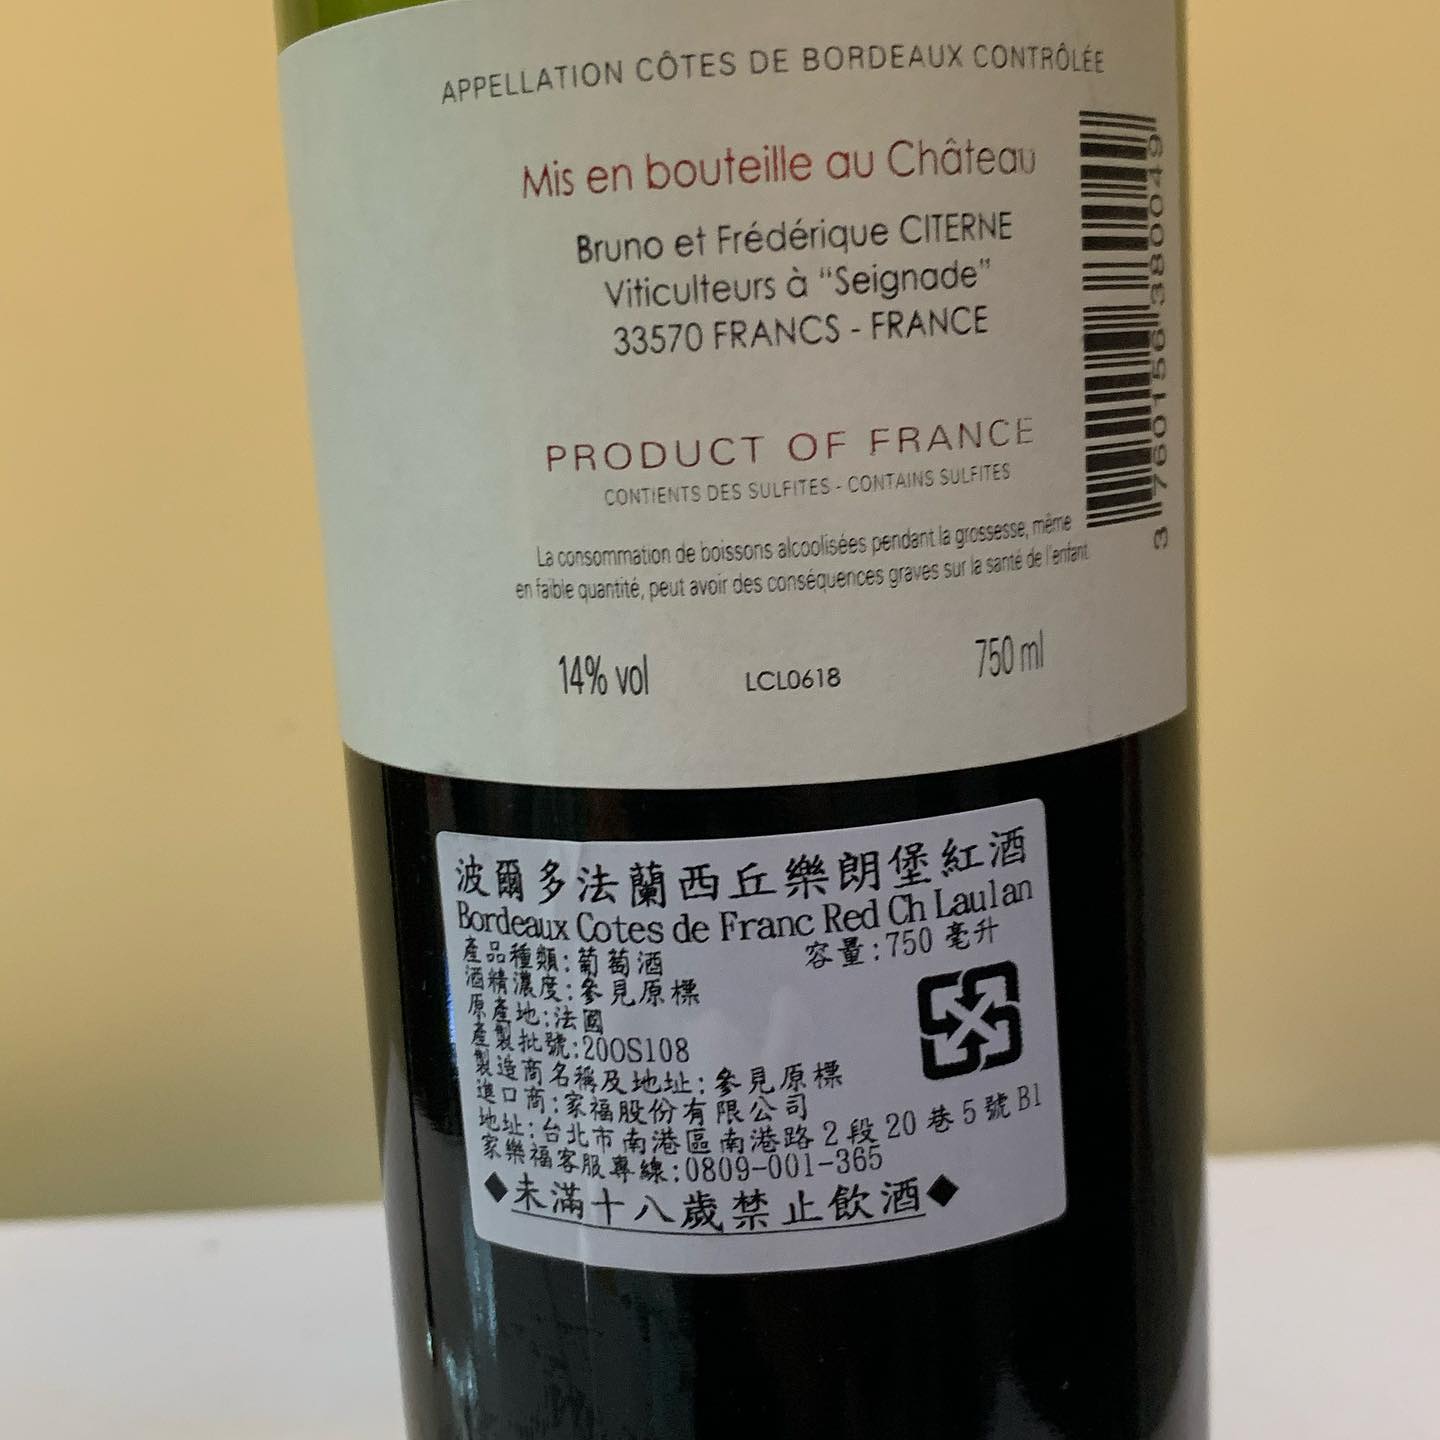 APPELLATION CÔTES DE BORDEAUX CONTRÔLÉE
Mis en bouteille au Château
Bruno et Frédérique CITERNE
Viticulteurs à "Seignade"
33570 FRANCS - FRANCE
PRODUCT OF FRANCE
CONTIENTS DES SULFITES - CONTAINS SULFITES
La consommation de boissons alcoolisées pendant la grossesse, même
en faible quantité, peut avoir des conséquences graves sur la santé de l'enfant.
14% vol LCL0618 750 ml
3 760156 380049
波爾多法蘭西丘樂朗堡紅酒
Bordeaux Cotes de Franc Red Ch Laulan
產品種類:葡萄酒 容量:750 毫升
酒精濃度:參見原標
原產地:法國
產製批號:200S108
製造商名稱及地址:參見原標
進口商:家福股份有限公司
地址:台北市南港區南港路2段20巷5號B1
家樂福客服專線:0809-001-365
◆未滿十八歲禁止飲酒◆